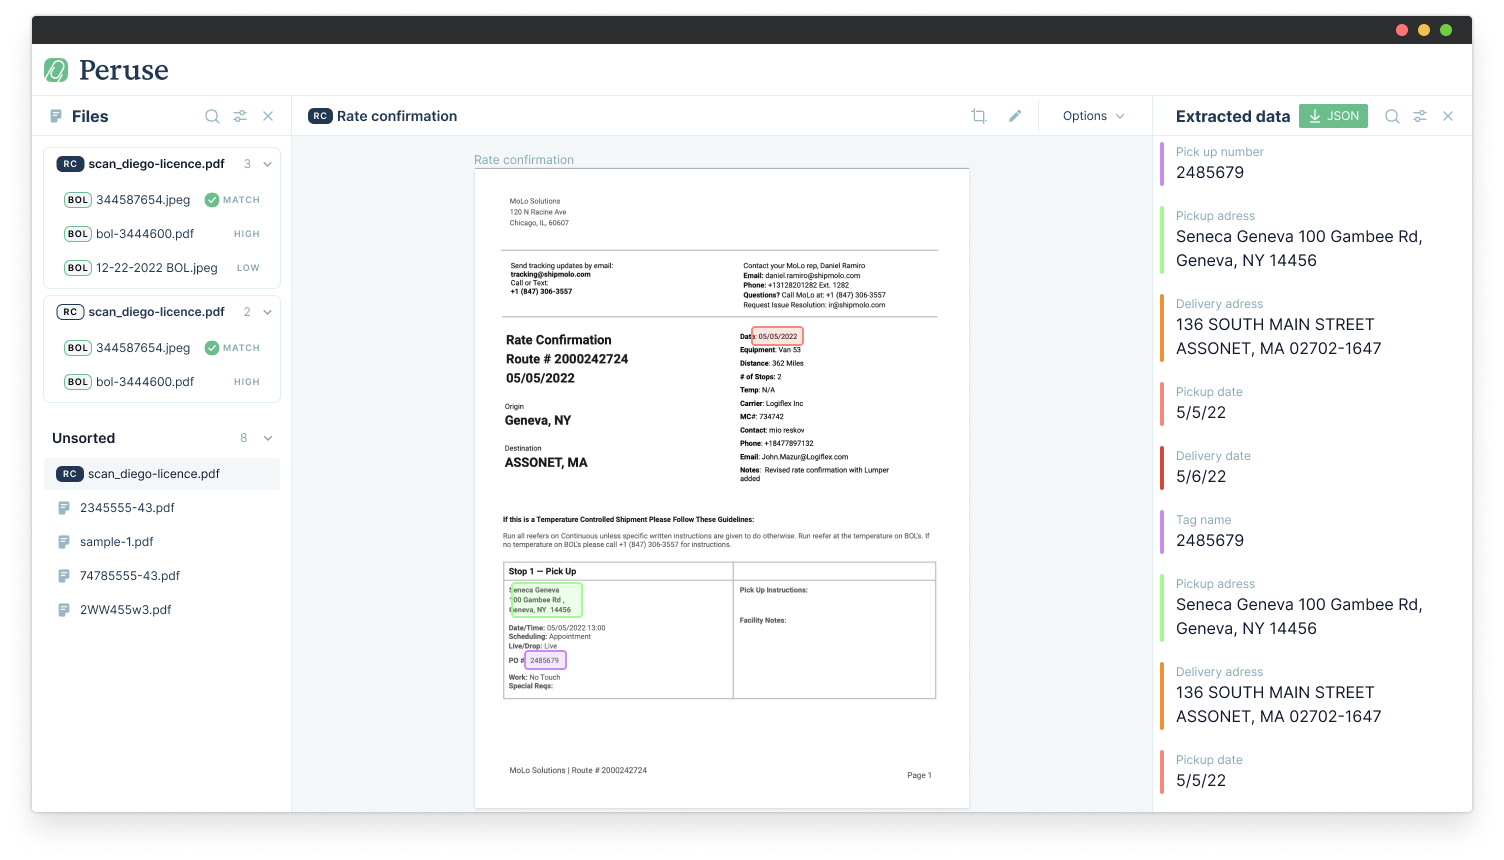 Peruse
Files
RC scan_diego-licence.pdf 3
BOL 344587654.jpeg MATCH
BOL bol-3444600.pdf HIGH
BOL 12-22-2022 BOL.jpeg LOW
RC scan_diego-licence.pdf 2
BOL 344587654.jpeg MATCH
BOL bol-3444600.pdf HIGH
Unsorted 8
RC scan_diego-licence.pdf
2345555-43.pdf
sample-1.pdf
74785555-43.pdf
2WW455w3.pdf
RC Rate confirmation
Options
Rate confirmation
MoLo Solutions
120 N Racine Ave
Chicago, IL, 60607
Send tracking updates by email:
tracking@shipmolo.com
Call or Text:
+1 (847) 306-3557
Contact your MoLo rep, Daniel Ramiro
Email: daniel.ramiro@shipmolo.com
Phone: +13128201282 Ext. 1282
Questions? Call MoLo at: +1 (847) 306-3557
Request Issue Resolution: ir@shipmolo.com
Rate Confirmation
Route # 2000242724
05/05/2022
Origin
Geneva, NY
Destination
ASSONET, MA
Date: 05/05/2022
Equipment: Van 53
Distance: 362 Miles
# of Stops: 2
Temp: N/A
Carrier: Logiflex Inc
MC#: 734742
Contact: mio reskov
Phone: +18477897132
Email: John.Mazur@Logiflex.com
Notes: Revised rate confirmation with Lumper
added
If this is a Temperature Controlled Shipment Please Follow These Guidelines:
Run all reefers on Continuous unless specific written instructions are given to do otherwise. Run reefer at the temperature on BOL's. If
no temperature on BOL's please call +1 (847) 306-3557 for instructions.
Stop 1 — Pick Up
Seneca Geneva
100 Gambee Rd ,
Geneva, NY 14456
Date/Time: 05/05/2022 13:00
Scheduling: Appointment
Live/Drop: Live
PO # 2485679
Work: No Touch
Special Reqs:
Pick Up Instructions:
Facility Notes:
MoLo Solutions | Route # 2000242724
Page 1
Extracted data
JSON
Pick up number
2485679
Pickup adress
Seneca Geneva 100 Gambee Rd,
Geneva, NY 14456
Delivery adress
136 SOUTH MAIN STREET
ASSONET, MA 02702-1647
Pickup date
5/5/22
Delivery date
5/6/22
Tag name
2485679
Pickup adress
Seneca Geneva 100 Gambee Rd,
Geneva, NY 14456
Delivery adress
136 SOUTH MAIN STREET
ASSONET, MA 02702-1647
Pickup date
5/5/22